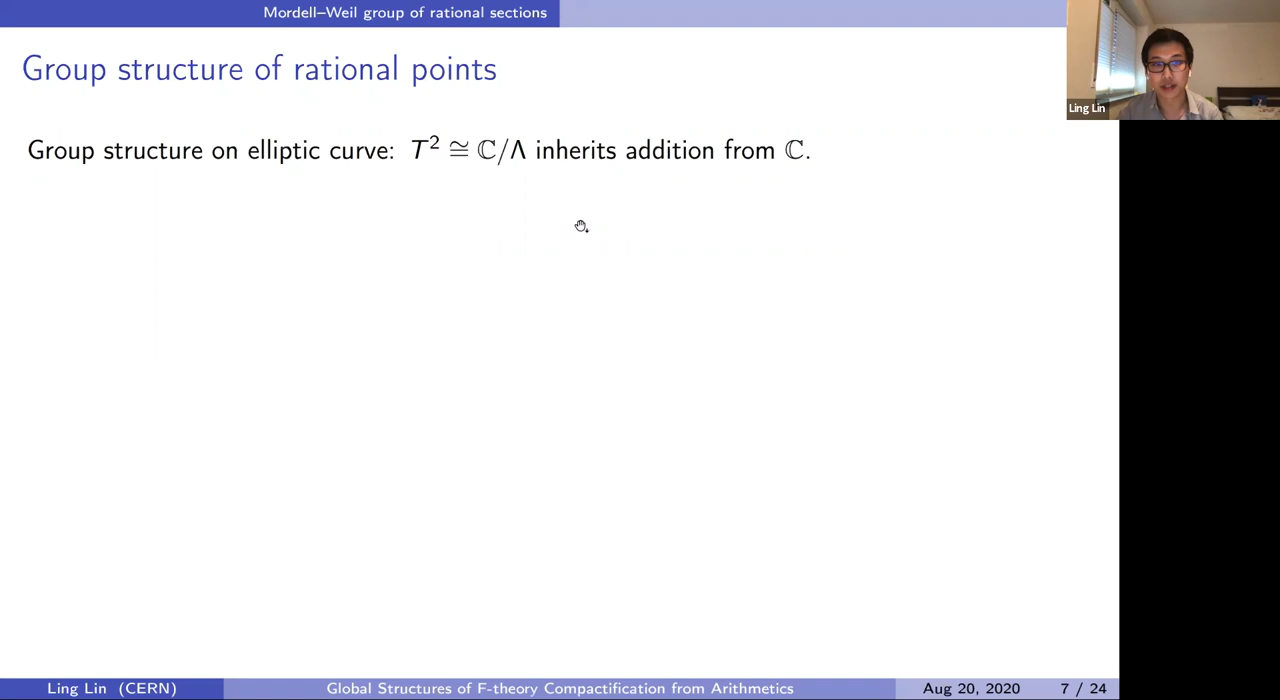 Mordell–Weil group of rational sections
Group structure of rational points
Ling Lin
Group structure on elliptic curve: T² ≅ ℂ/Λ inherits addition from ℂ.
Ling Lin (CERN) Global Structures of F-theory Compactification from Arithmetics Aug 20, 2020 7 / 24